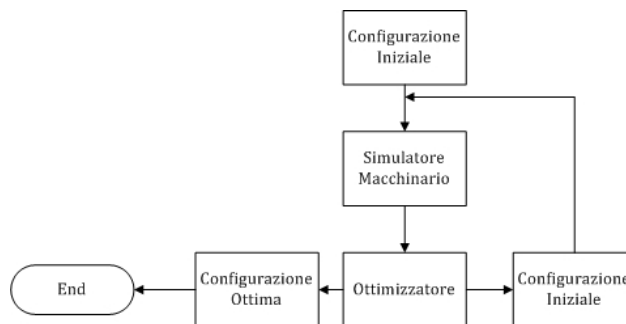 Configurazione
Iniziale
Simulatore
Macchinario
End
Configurazione
Ottima
Ottimizzatore
Configurazione
Iniziale